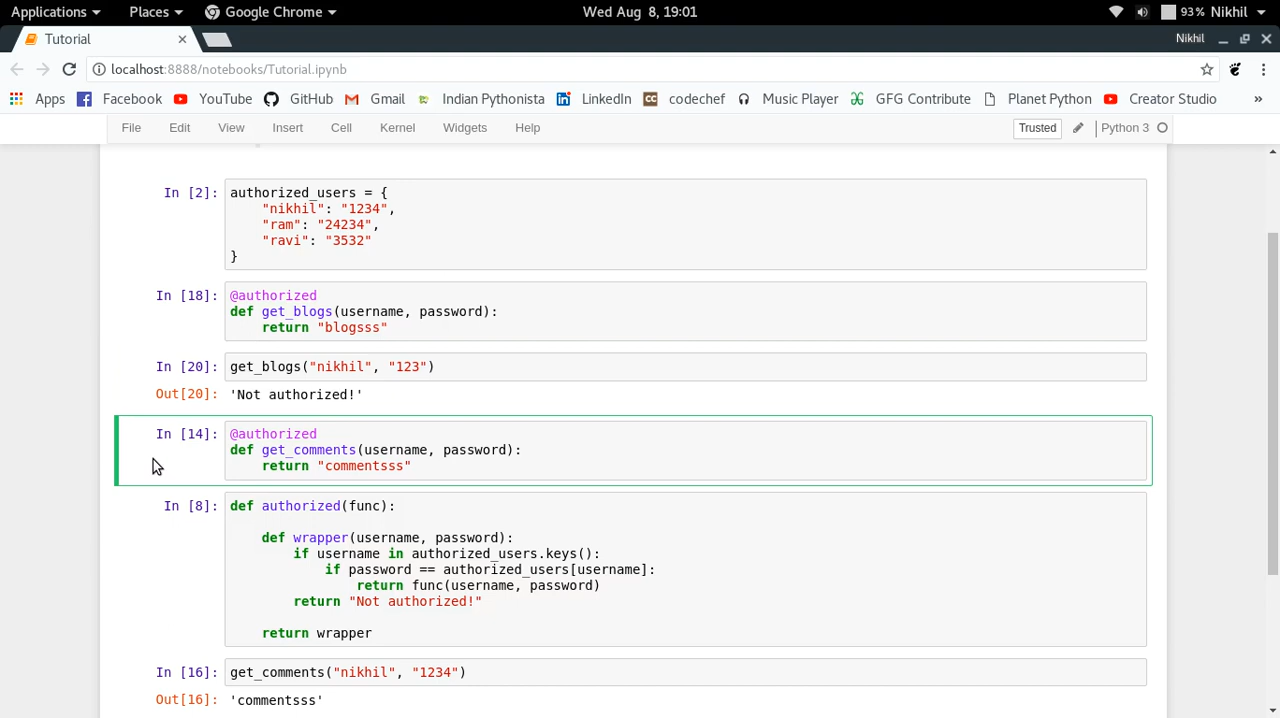 Applications Places Google Chrome Wed Aug 8, 19:01 93% Nikhil
Tutorial Nikhil
localhost:8888/notebooks/Tutorial.ipynb
Apps Facebook YouTube GitHub Gmail Indian Pythonista LinkedIn CC codechef Music Player GFG Contribute Planet Python Creator Studio »
File Edit View Insert Cell Kernel Widgets Help Trusted Python 3
In [2]: authorized_users = {
"nikhil": "1234",
"ram": "24234",
"ravi": "3532"
}
In [18]: @authorized
def get_blogs(username, password):
return "blogsss"
In [20]: get_blogs("nikhil", "123")
Out[20]: 'Not authorized!'
In [14]: @authorized
def get_comments(username, password):
return "commentsss"
In [8]: def authorized(func):
def wrapper(username, password):
if username in authorized_users.keys():
if password == authorized_users[username]:
return func(username, password)
return "Not authorized!"
return wrapper
In [16]: get_comments("nikhil", "1234")
Out[16]: 'commentsss'